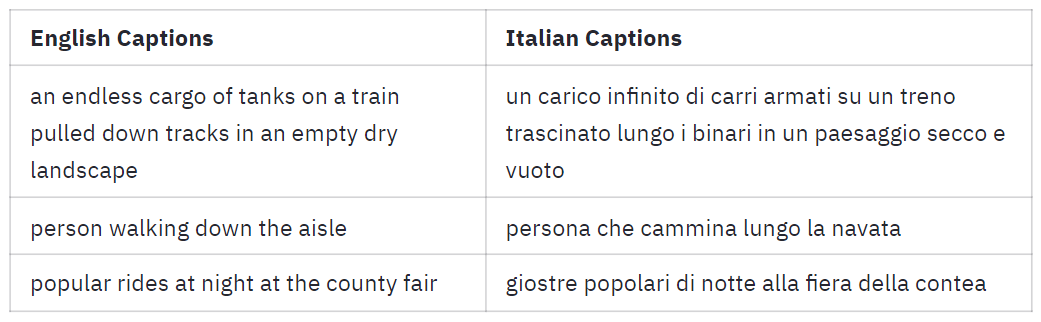 English Captions
Italian Captions
an endless cargo of tanks on a train
pulled down tracks in an empty dry
landscape
un carico infinito di carri armati su un treno
trascinato lungo i binari in un paesaggio secco e
vuoto
person walking down the aisle
persona che cammina lungo la navata
popular rides at night at the county fair
giostre popolari di notte alla fiera della contea